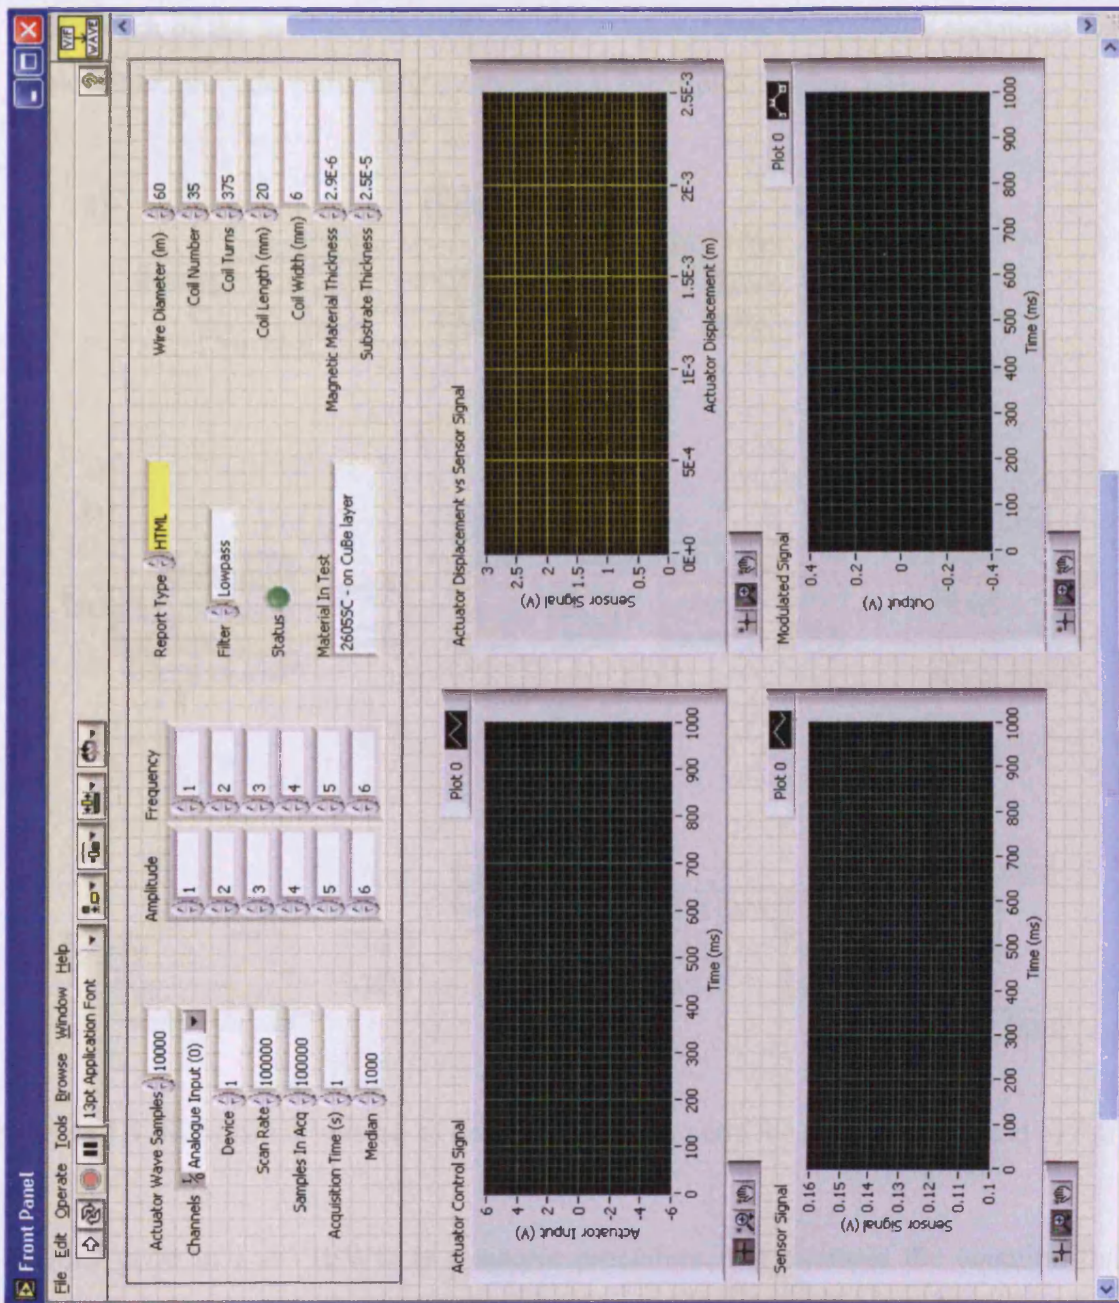 Front Panel
File Edit Operate Tools Browse Window Help
13pt Application Font
V/F
WAVE
Actuator Wave Samples 10000
Channels Analogue Input (0)
Device 1
Scan Rate 100000
Samples In Acq 100000
Acquisition Time (s) 1
Median 1000
Amplitude Frequency
1 1
2 2
3 3
4 4
5 5
6 6
Report Type HTML
Filter Lowpass
Status
Material In Test
2605SC - on CuBe layer
Wire Diameter (im) 60
Coil Number 35
Coil Turns 375
Coil Length (mm) 20
Coil Width (mm) 6
Magnetic Material Thickness 2.9E-6
Substrate Thickness 2.5E-5
Actuator Control Signal
Plot 0
Actuator Input (V)
6
4
2
0
-2
-4
-6
0 100 200 300 400 500 600 700 800 900 1000
Time (ms)
Actuator Displacement vs Sensor Signal
Sensor Signal (V)
3
2.5
2
1.5
1
0.5
0
0E+0 5E-4 1E-3 1.5E-3 2E-3 2.5E-3
Actuator Displacement (m)
Sensor Signal
Plot 0
Sensor Signal (V)
0.16
0.15
0.14
0.13
0.12
0.11
0.1
0 100 200 300 400 500 600 700 800 900 1000
Time (ms)
Modulated Signal
Plot 0
Output (V)
0.4
0.2
0
-0.2
-0.4
0 100 200 300 400 500 600 700 800 900 1000
Time (ms)